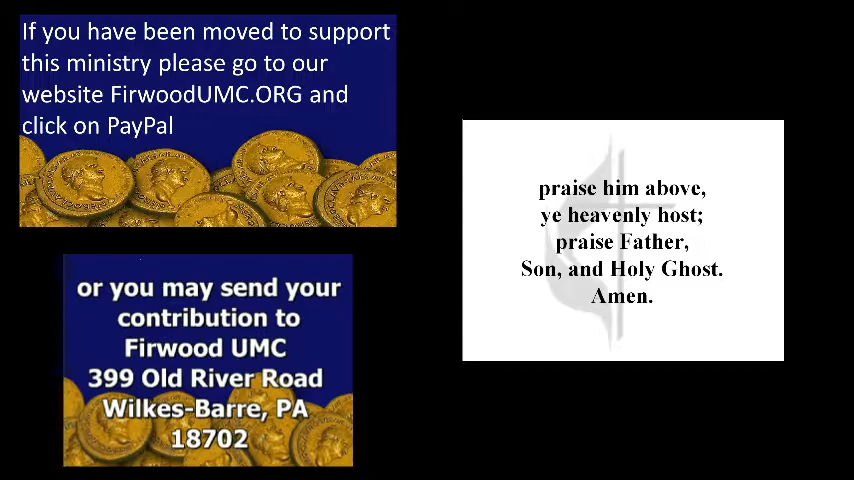 If you have been moved to support
this ministry please go to our
website FirwoodUMC.ORG and
click on PayPal
or you may send your
contribution to
Firwood UMC
399 Old River Road
Wilkes-Barre, PA
18702
praise him above,
ye heavenly host;
praise Father,
Son, and Holy Ghost.
Amen.